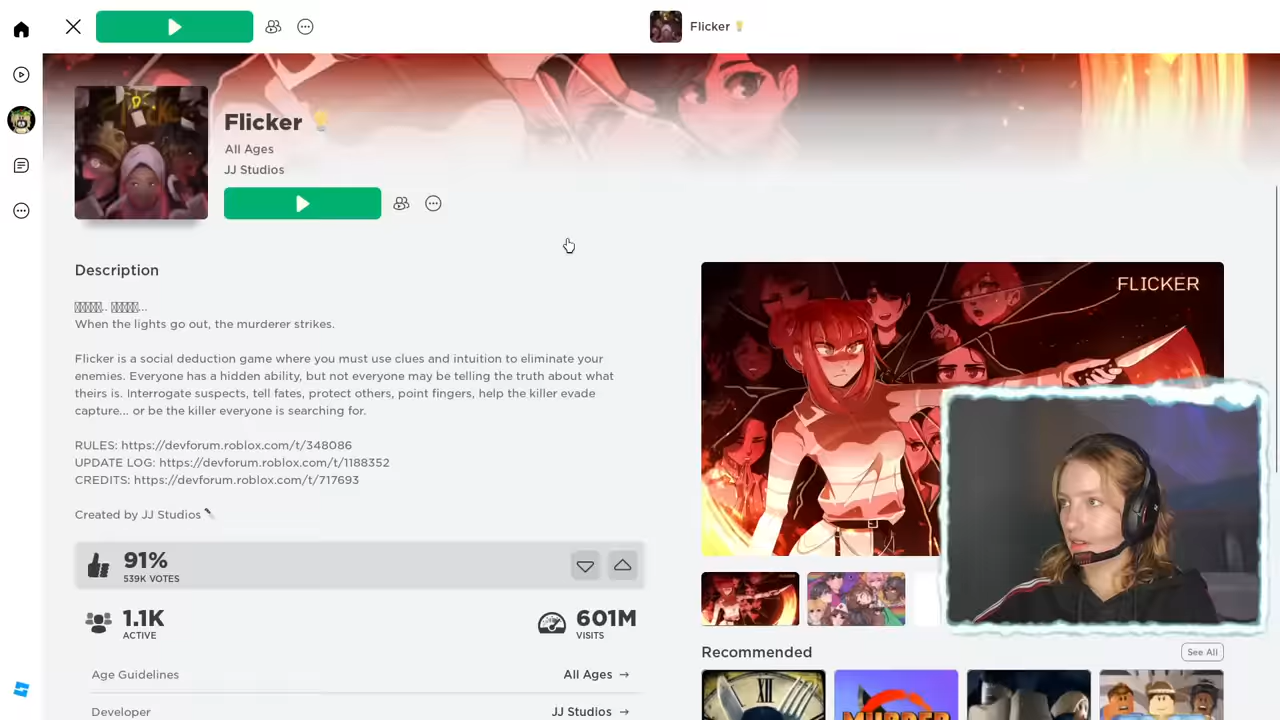 Flicker
Flicker
All Ages
JJ Studios
Description
When the lights go out, the murderer strikes.
Flicker is a social deduction game where you must use clues and intuition to eliminate your
enemies. Everyone has a hidden ability, but not everyone may be telling the truth about what
theirs is. Interrogate suspects, tell fates, protect others, point fingers, help the killer evade
capture... or be the killer everyone is searching for.
RULES: https://devforum.roblox.com/t/348086
UPDATE LOG: https://devforum.roblox.com/t/1188352
CREDITS: https://devforum.roblox.com/t/717693
Created by JJ Studios
91%
539K VOTES
1.1K
ACTIVE
601M
VISITS
Age Guidelines
All Ages →
Developer
JJ Studios →
FLICKER
Recommended
See All
XII
MURDER